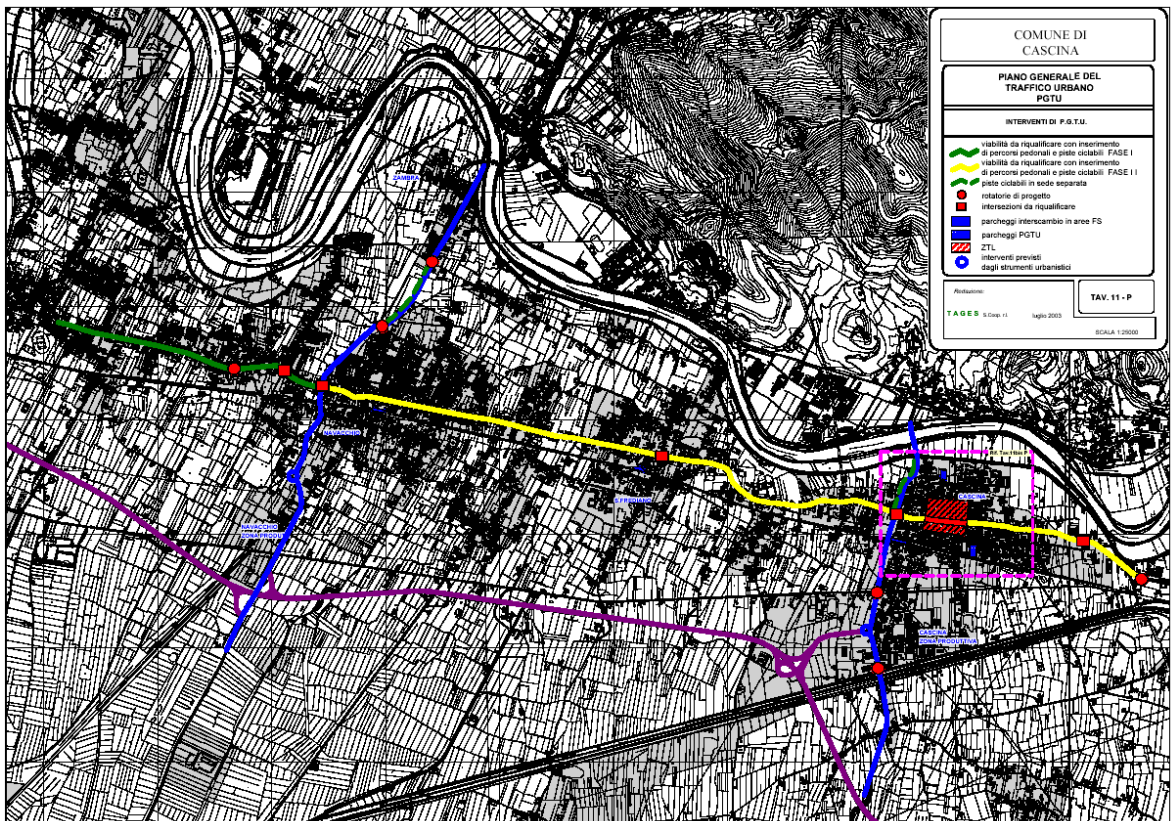 COMUNE DI
CASCINA
PIANO GENERALE DEL
TRAFFICO URBANO
PGTU
INTERVENTI DI P.G.T.U.
viabilità da riqualificare con inserimento
di percorsi pedonali e piste ciclabili FASE I
viabilità da riqualificare con inserimento
di percorsi pedonali e piste ciclabili FASE I I
piste ciclabili in sede separata
rotatorie di progetto
intersezioni da riqualificare
parcheggi interscambio in aree FS
parcheggi PGTU
ZTL
interventi previsti
dagli strumenti urbanistici
Redazione:
TAGES S.Coop. r.l.
luglio 2003
TAV. 11 - P
SCALA 1:25000
ZAMBRA
NAVACCHIO
S.FREDIANO
CASCINA
NAVACCHIO
ZONA
CASCINA
ZONA PRODUTTIVA